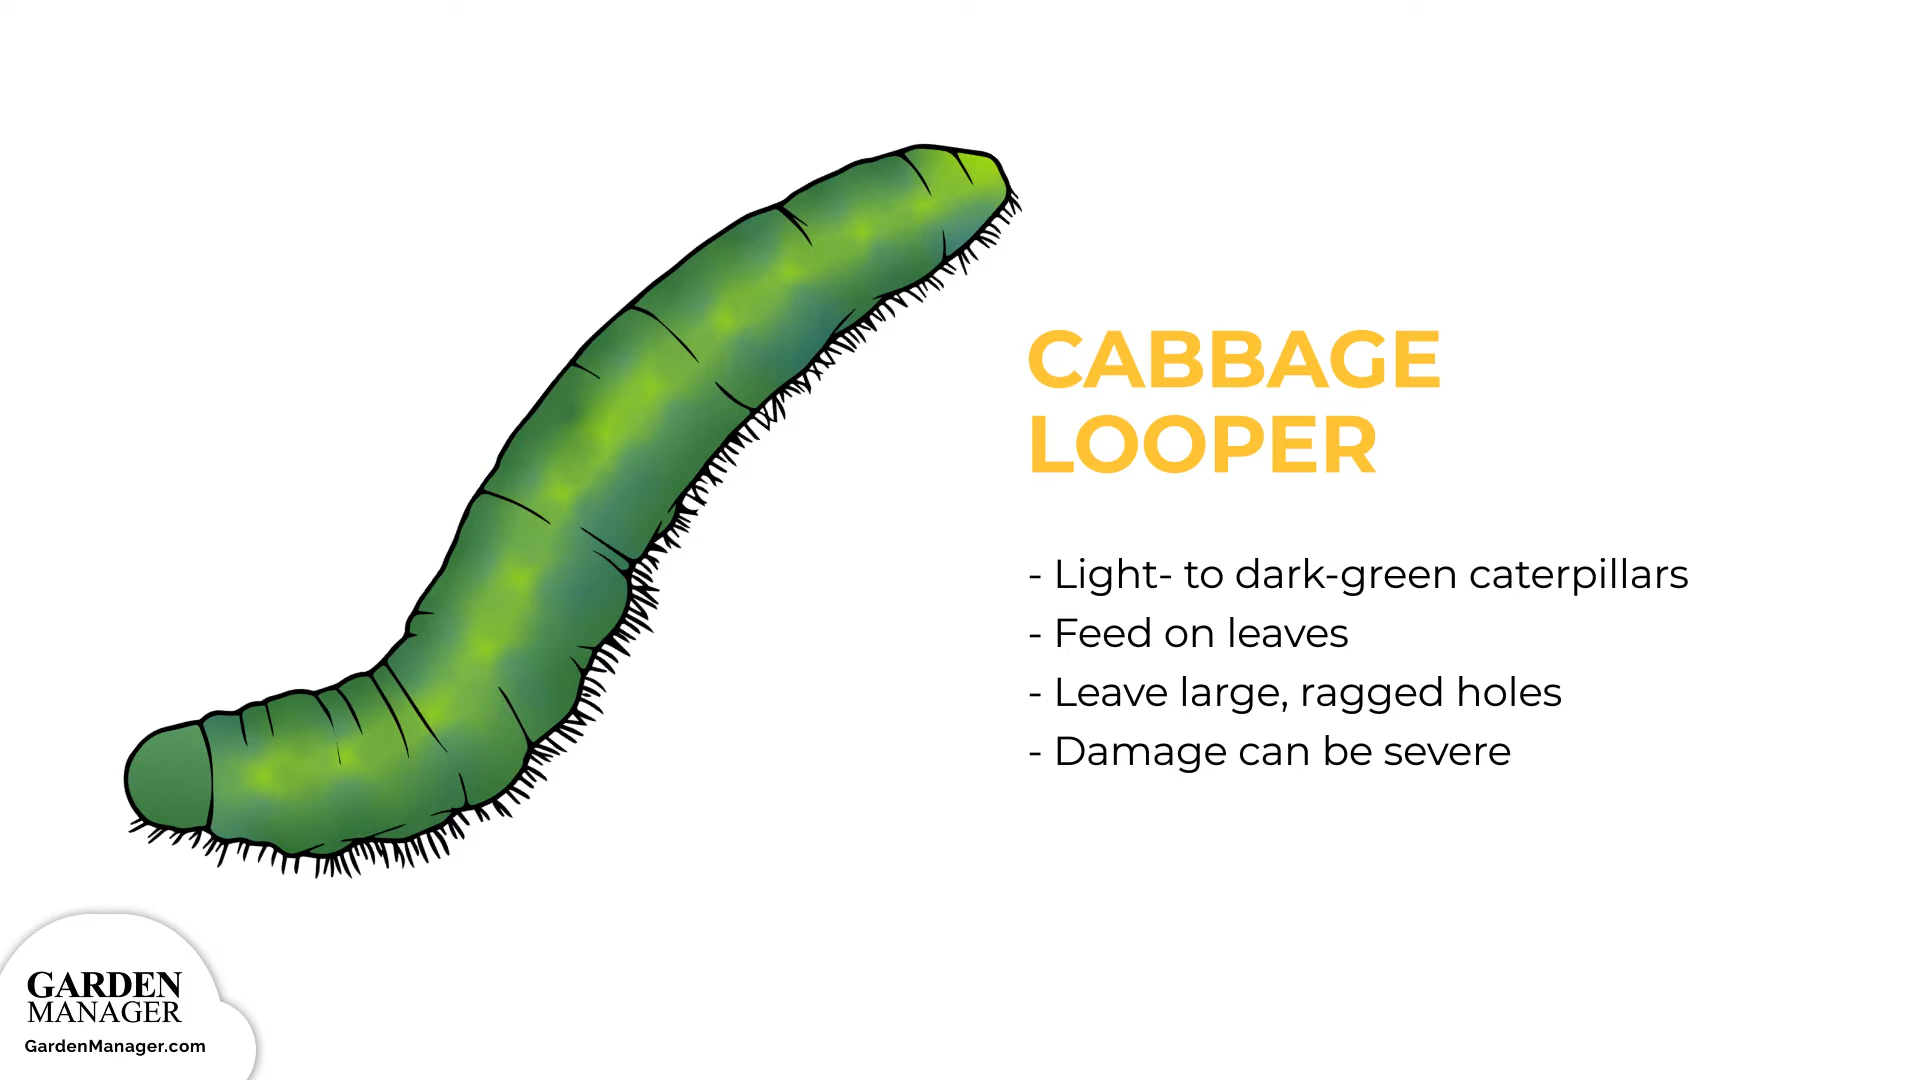 CABBAGE
LOOPER
- Light- to dark-green caterpillars
- Feed on leaves
- Leave large, ragged holes
- Damage can be severe
GARDEN
MANAGER
GardenManager.com